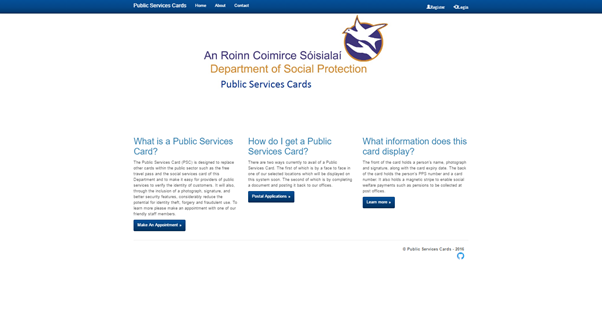 Public Services Cards Home About Contact Register Login
An Roinn Coimirce Sóisialaí
Department of Social Protection
Public Services Cards
What is a Public Services
Card?
The Public Services Card (PSC) is designed to replace
other cards within the public sector such as the free
travel pass and the social services card of this
Department and to make it easy for providers of public
services to verify the identity of customers. It will also
through the inclusion of a photograph, signature, and
better security features, considerably reduce the
potential for identity theft, forgery and fraudulent use. To
learn more please make an appointment with one of our
friendly staff members.
Make An Appointment »
How do I get a Public
Services Card?
There are two ways currently to avail of a Public
Services Card. The first of which is by a face to face in
one of our selected locations which will be displayed on
this system soon. The second of which is by completing
a document and posting it back to our offices.
Postal Applications »
What information does this
card display?
The front of the card holds a person's name, photograph
and signature, along with the card expiry date. The back
of the card holds the person's PPS number and a card
number. It also holds a magnetic stripe to enable social
welfare payments such as pensions to be collected at
post offices.
Learn more »
© Public Services Cards - 2016